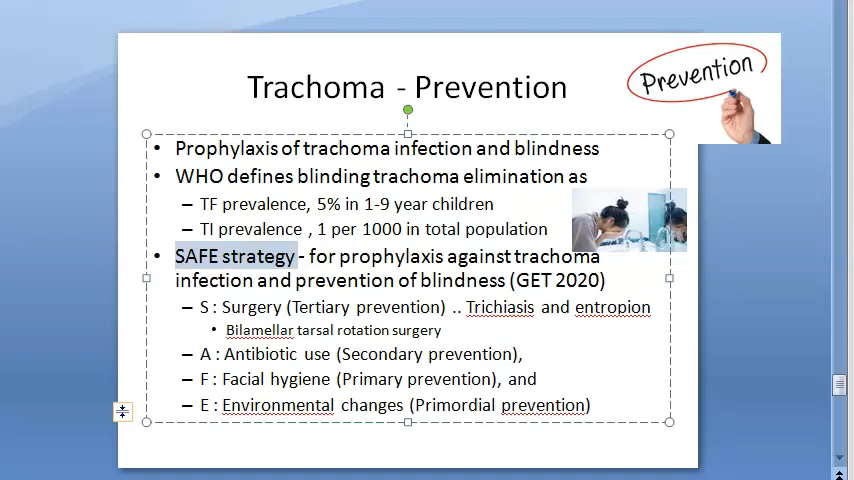 Trachoma - Prevention
Prevention
• Prophylaxis of trachoma infection and blindness
• WHO defines blinding trachoma elimination as
– TF prevalence, 5% in 1-9 year children
– TI prevalence , 1 per 1000 in total population
• SAFE strategy - for prophylaxis against trachoma
infection and prevention of blindness (GET 2020)
– S : Surgery (Tertiary prevention) .. Trichiasis and entropion
• Bilamellar tarsal rotation surgery
– A : Antibiotic use (Secondary prevention),
– F : Facial hygiene (Primary prevention), and
– E : Environmental changes (Primordial prevention)